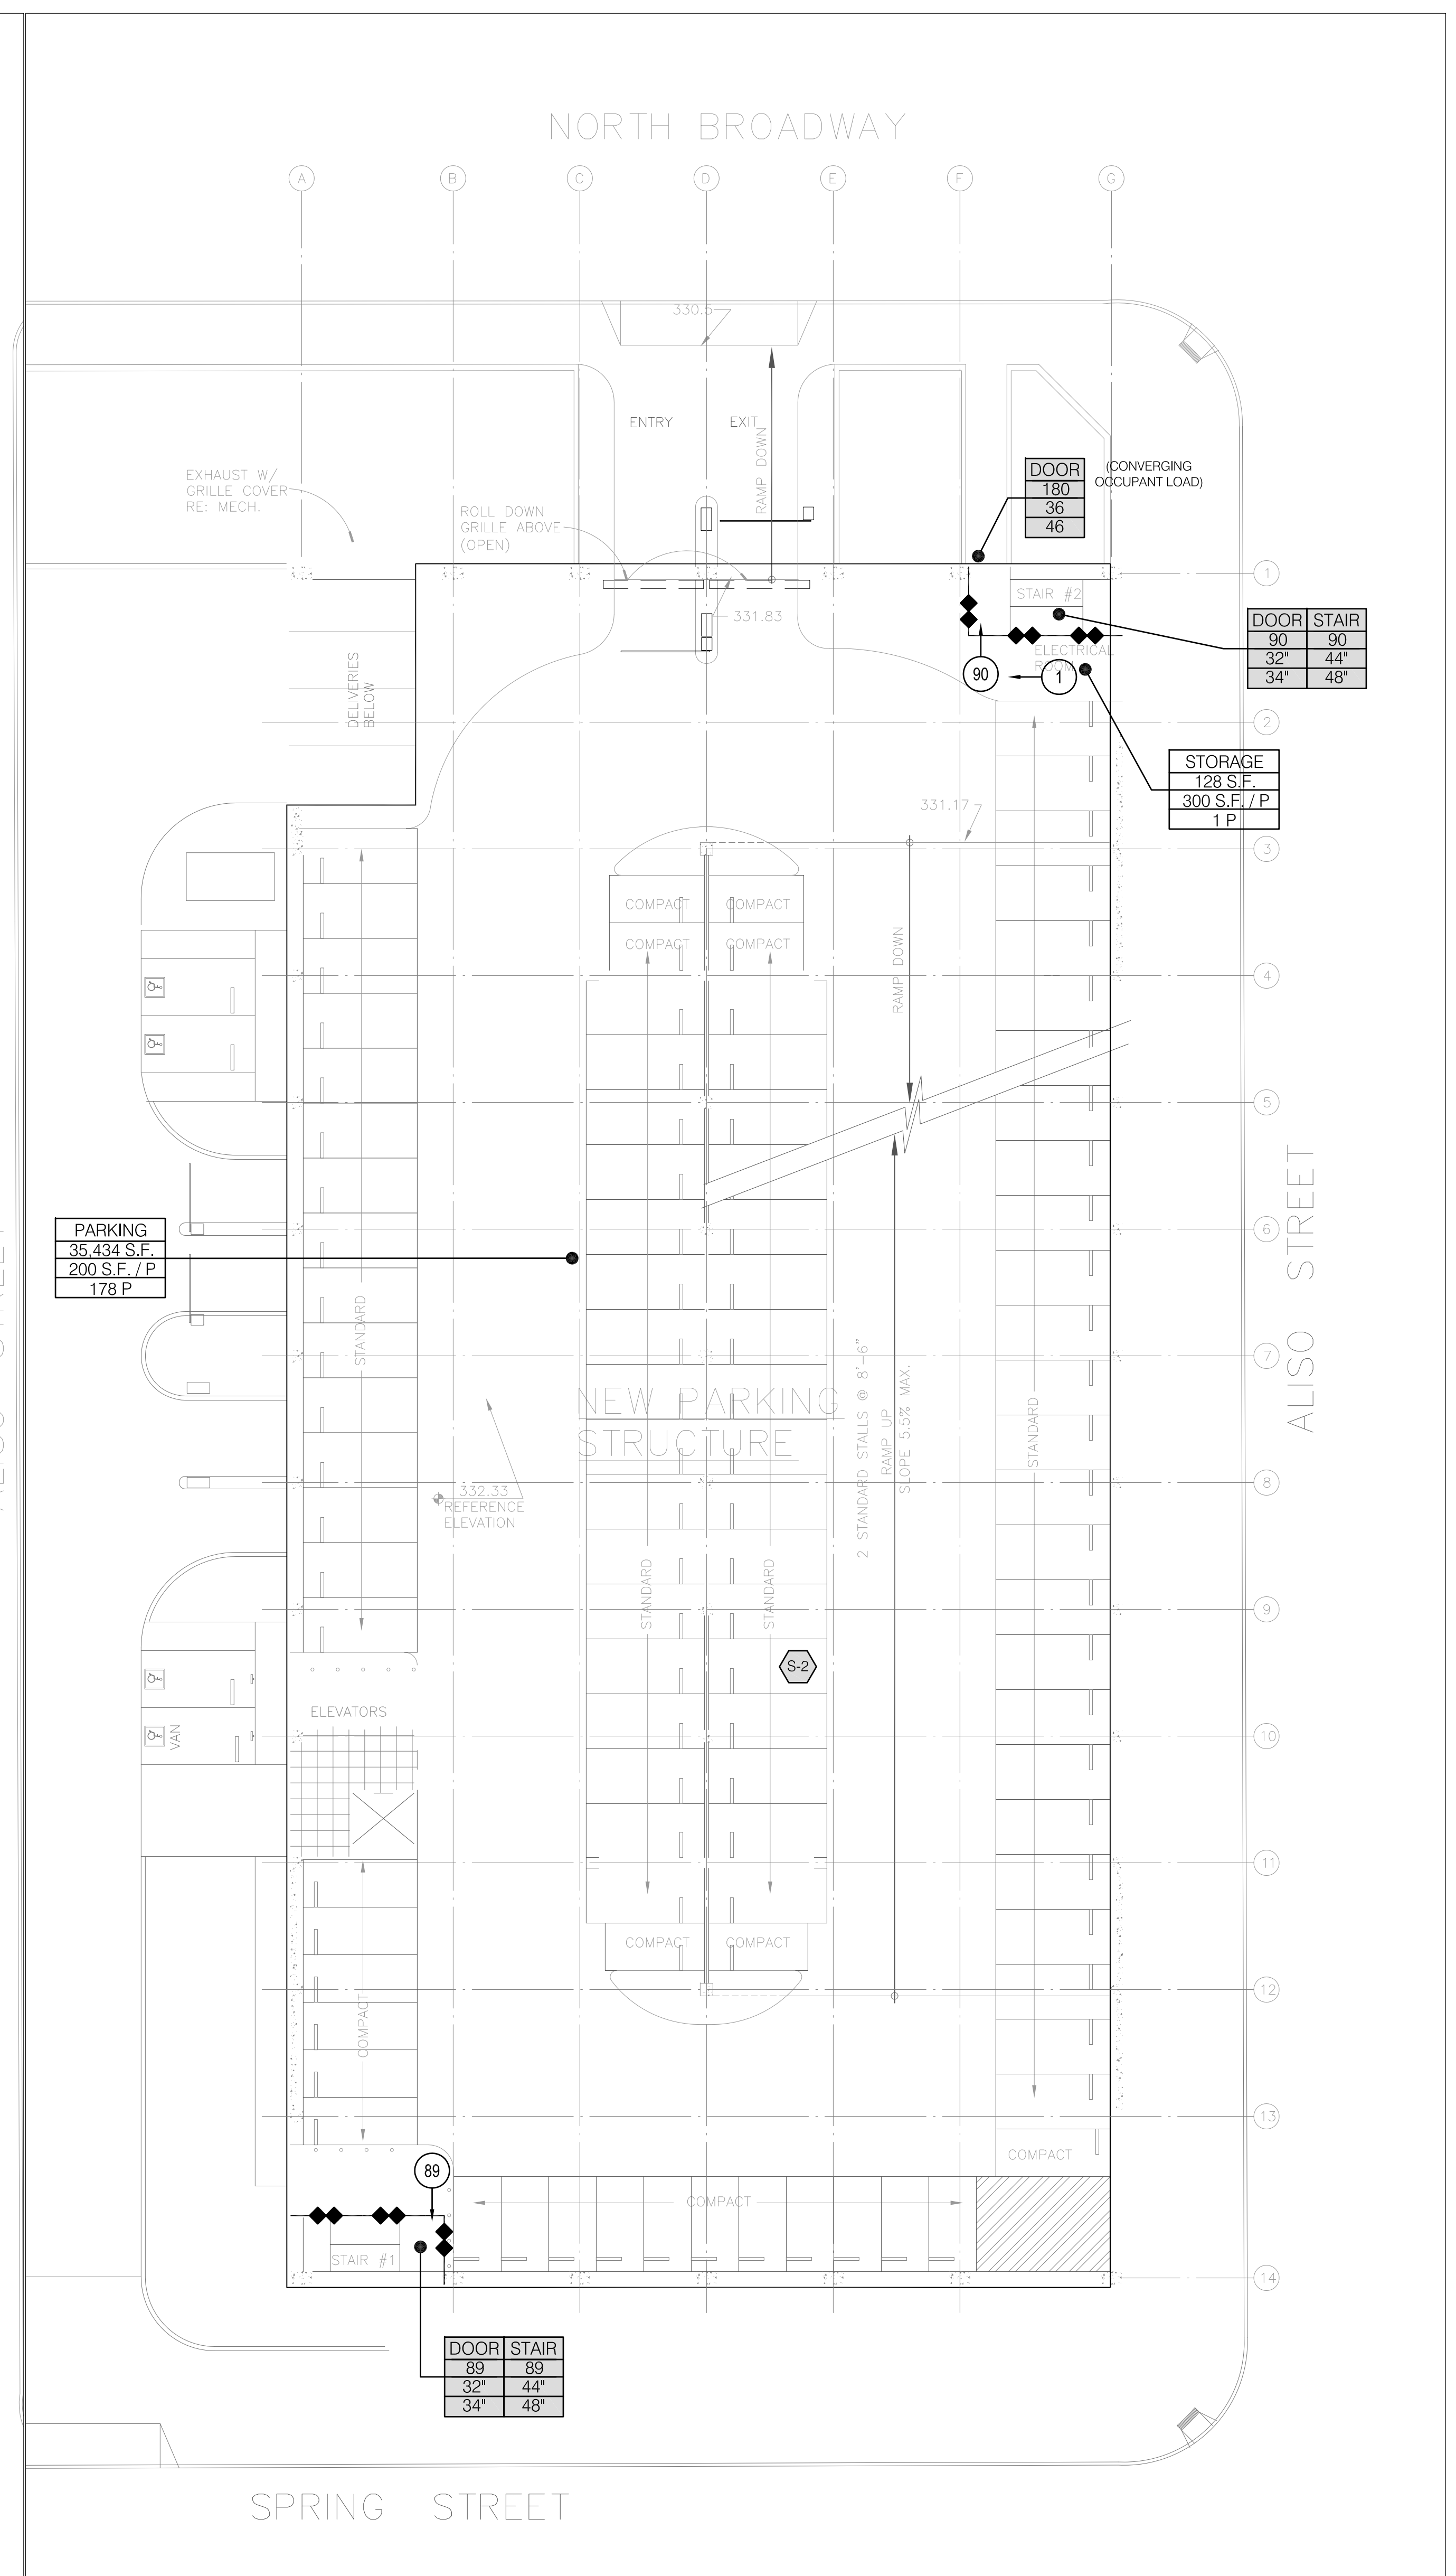 NORTH BROADWAY
A
B
C
D
E
F
G
330.5
ENTRY
EXIT
RAMP DOWN
EXHAUST W/
GRILLE COVER
RE: MECH.
ROLL DOWN
GRILLE ABOVE
(OPEN)
DOOR
180
36
46
(CONVERGING
OCCUPANT LOAD)
1
STAIR #2
331.83
DOOR STAIR
90 90
32" 44"
34" 48"
ELECTRICAL
ROOM
90
1
DELIVERIES
BELOW
2
STORAGE
128 S.F.
300 S.F. / P
1 P
331.17
3
COMPACT
COMPACT
COMPACT
COMPACT
RAMP DOWN
4
5
ALISO STREET
PARKING
35,434 S.F.
200 S.F. / P
178 P
6
STANDARD
7
2 STANDARD STALLS @ 8'-6"
RAMP UP
SLOPE 5.5% MAX.
NEW PARKING
STRUCTURE
STANDARD
8
332.33
REFERENCE
ELEVATION
STANDARD
STANDARD
9
S-2
ELEVATORS
VAN
10
11
COMPACT
COMPACT
12
COMPACT
13
COMPACT
89
COMPACT
STAIR #1
14
DOOR STAIR
89 89
32" 44"
34" 48"
SPRING STREET